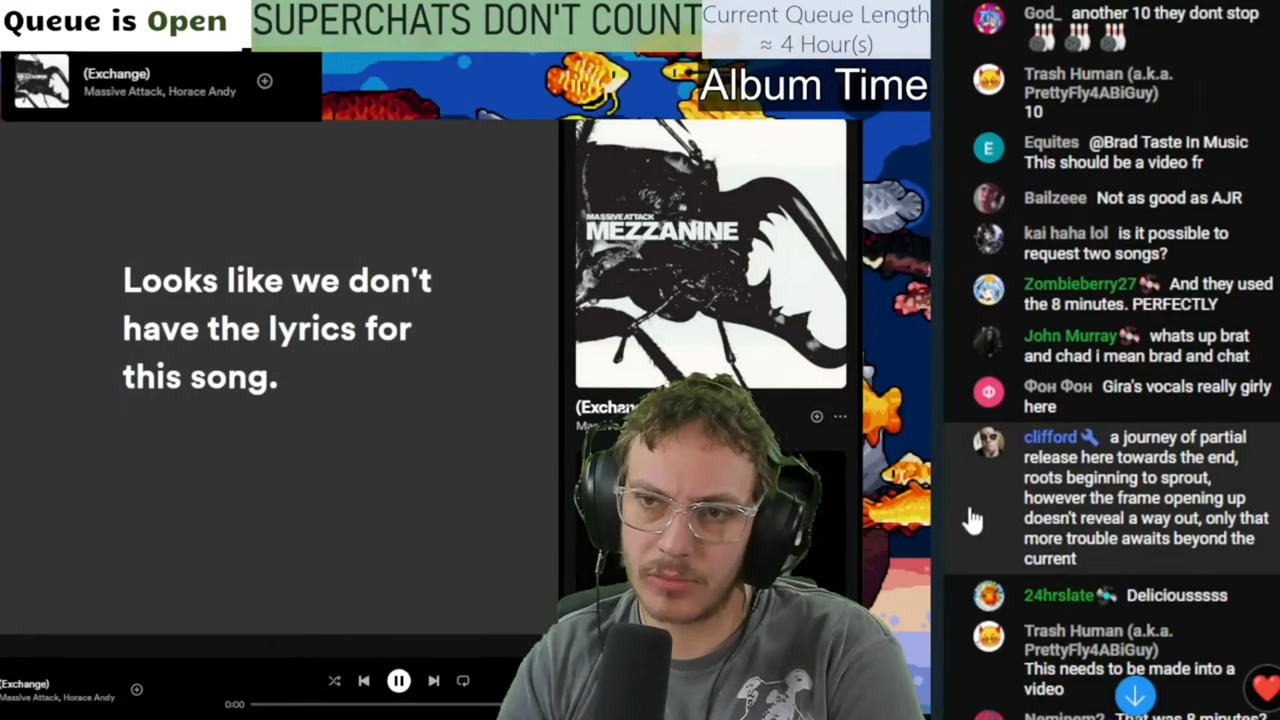 Queue is Open
SUPERCHATS DON'T COUNT
Current Queue Length
≈ 4 Hour(s)
Album Time
(Exchange)
Massive Attack, Horace Andy
Looks like we don't
have the lyrics for
this song.
MASSIVE ATTACK
MEZZANINE
(Exchange)
Massive Attack, Horace Andy
0:00
God_ another 10 they dont stop
Trash Human (a.k.a.
PrettyFly4ABiGuy)
10
E
Equites @Brad Taste In Music
This should be a video fr
Bailzeee Not as good as AJR
kai haha lol is it possible to
request two songs?
Zombieberry27 And they used
the 8 minutes. PERFECTLY
John Murray whats up brat
and chad i mean brad and chat
Ф
Фон Фон Gira's vocals really girly
here
clifford a journey of partial
release here towards the end,
roots beginning to sprout,
however the frame opening up
doesn't reveal a way out, only that
more trouble awaits beyond the
current
24hrslate Deliciousssss
Trash Human (a.k.a.
PrettyFly4ABiGuy)
This needs to be made into a
video
Neminem? That was 8 minutes?